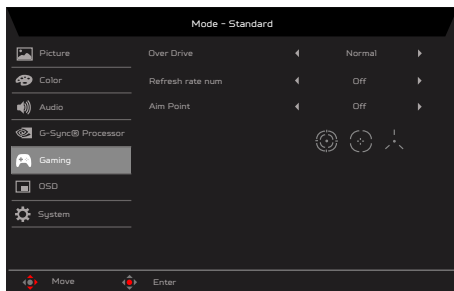 Mode - Standard
Picture
Over Drive Normal
Color
Refresh rate num Off
Audio
Aim Point Off
G-Sync® Processor
Gaming
OSD
System
Move Enter